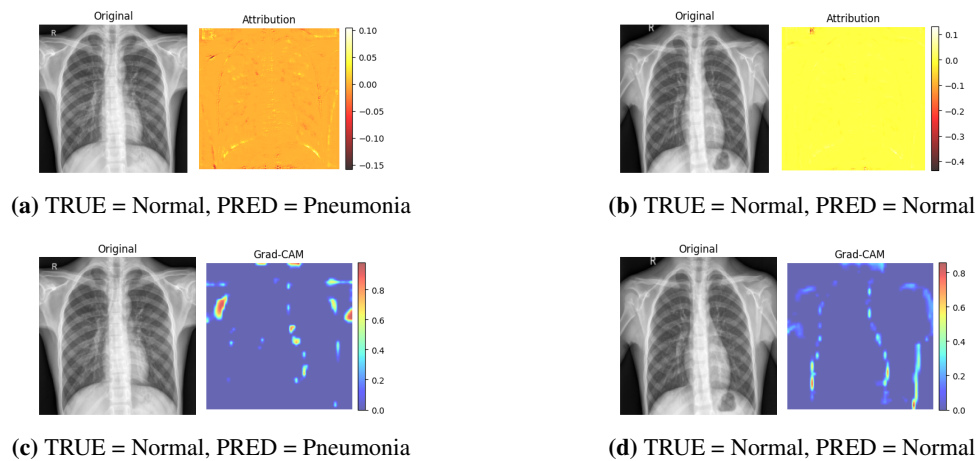 Original Attribution
R
0.10
0.05
0.00
−0.05
−0.10
−0.15
(a) TRUE = Normal, PRED = Pneumonia
Original Attribution
R
0.1
0.0
−0.1
−0.2
−0.3
−0.4
(b) TRUE = Normal, PRED = Normal
Original Grad-CAM
R
0.8
0.6
0.4
0.2
0.0
(c) TRUE = Normal, PRED = Pneumonia
Original Grad-CAM
R
0.8
0.6
0.4
0.2
0.0
(d) TRUE = Normal, PRED = Normal